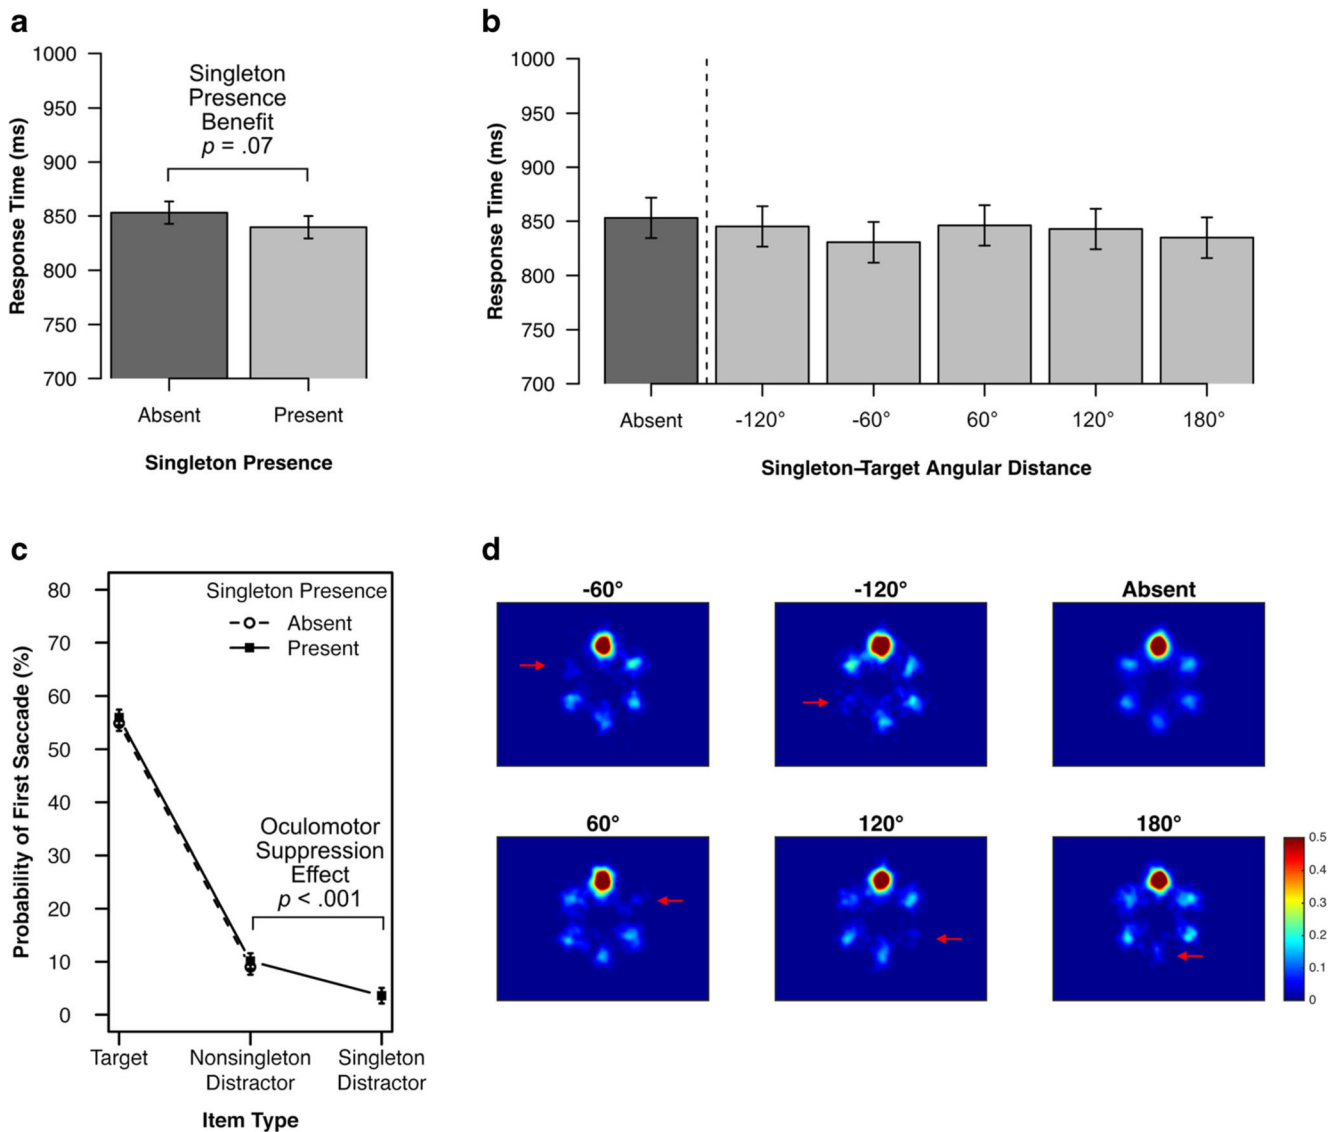 a
1000
950
900
850
800
750
700
Response Time (ms)
Singleton
Presence
Benefit
p = .07
Absent
Present
Singleton Presence
b
1000
950
900
850
800
750
700
Response Time (ms)
Absent
-120°
-60°
60°
120°
180°
Singleton–Target Angular Distance
c
80
70
60
50
40
30
20
10
0
Probability of First Saccade (%)
Singleton Presence
Absent
Present
Oculomotor
Suppression
Effect
p < .001
Target
Nonsingleton
Distractor
Singleton
Distractor
Item Type
d
-60°
-120°
Absent
60°
120°
180°
0.5
0.4
0.3
0.2
0.1
0